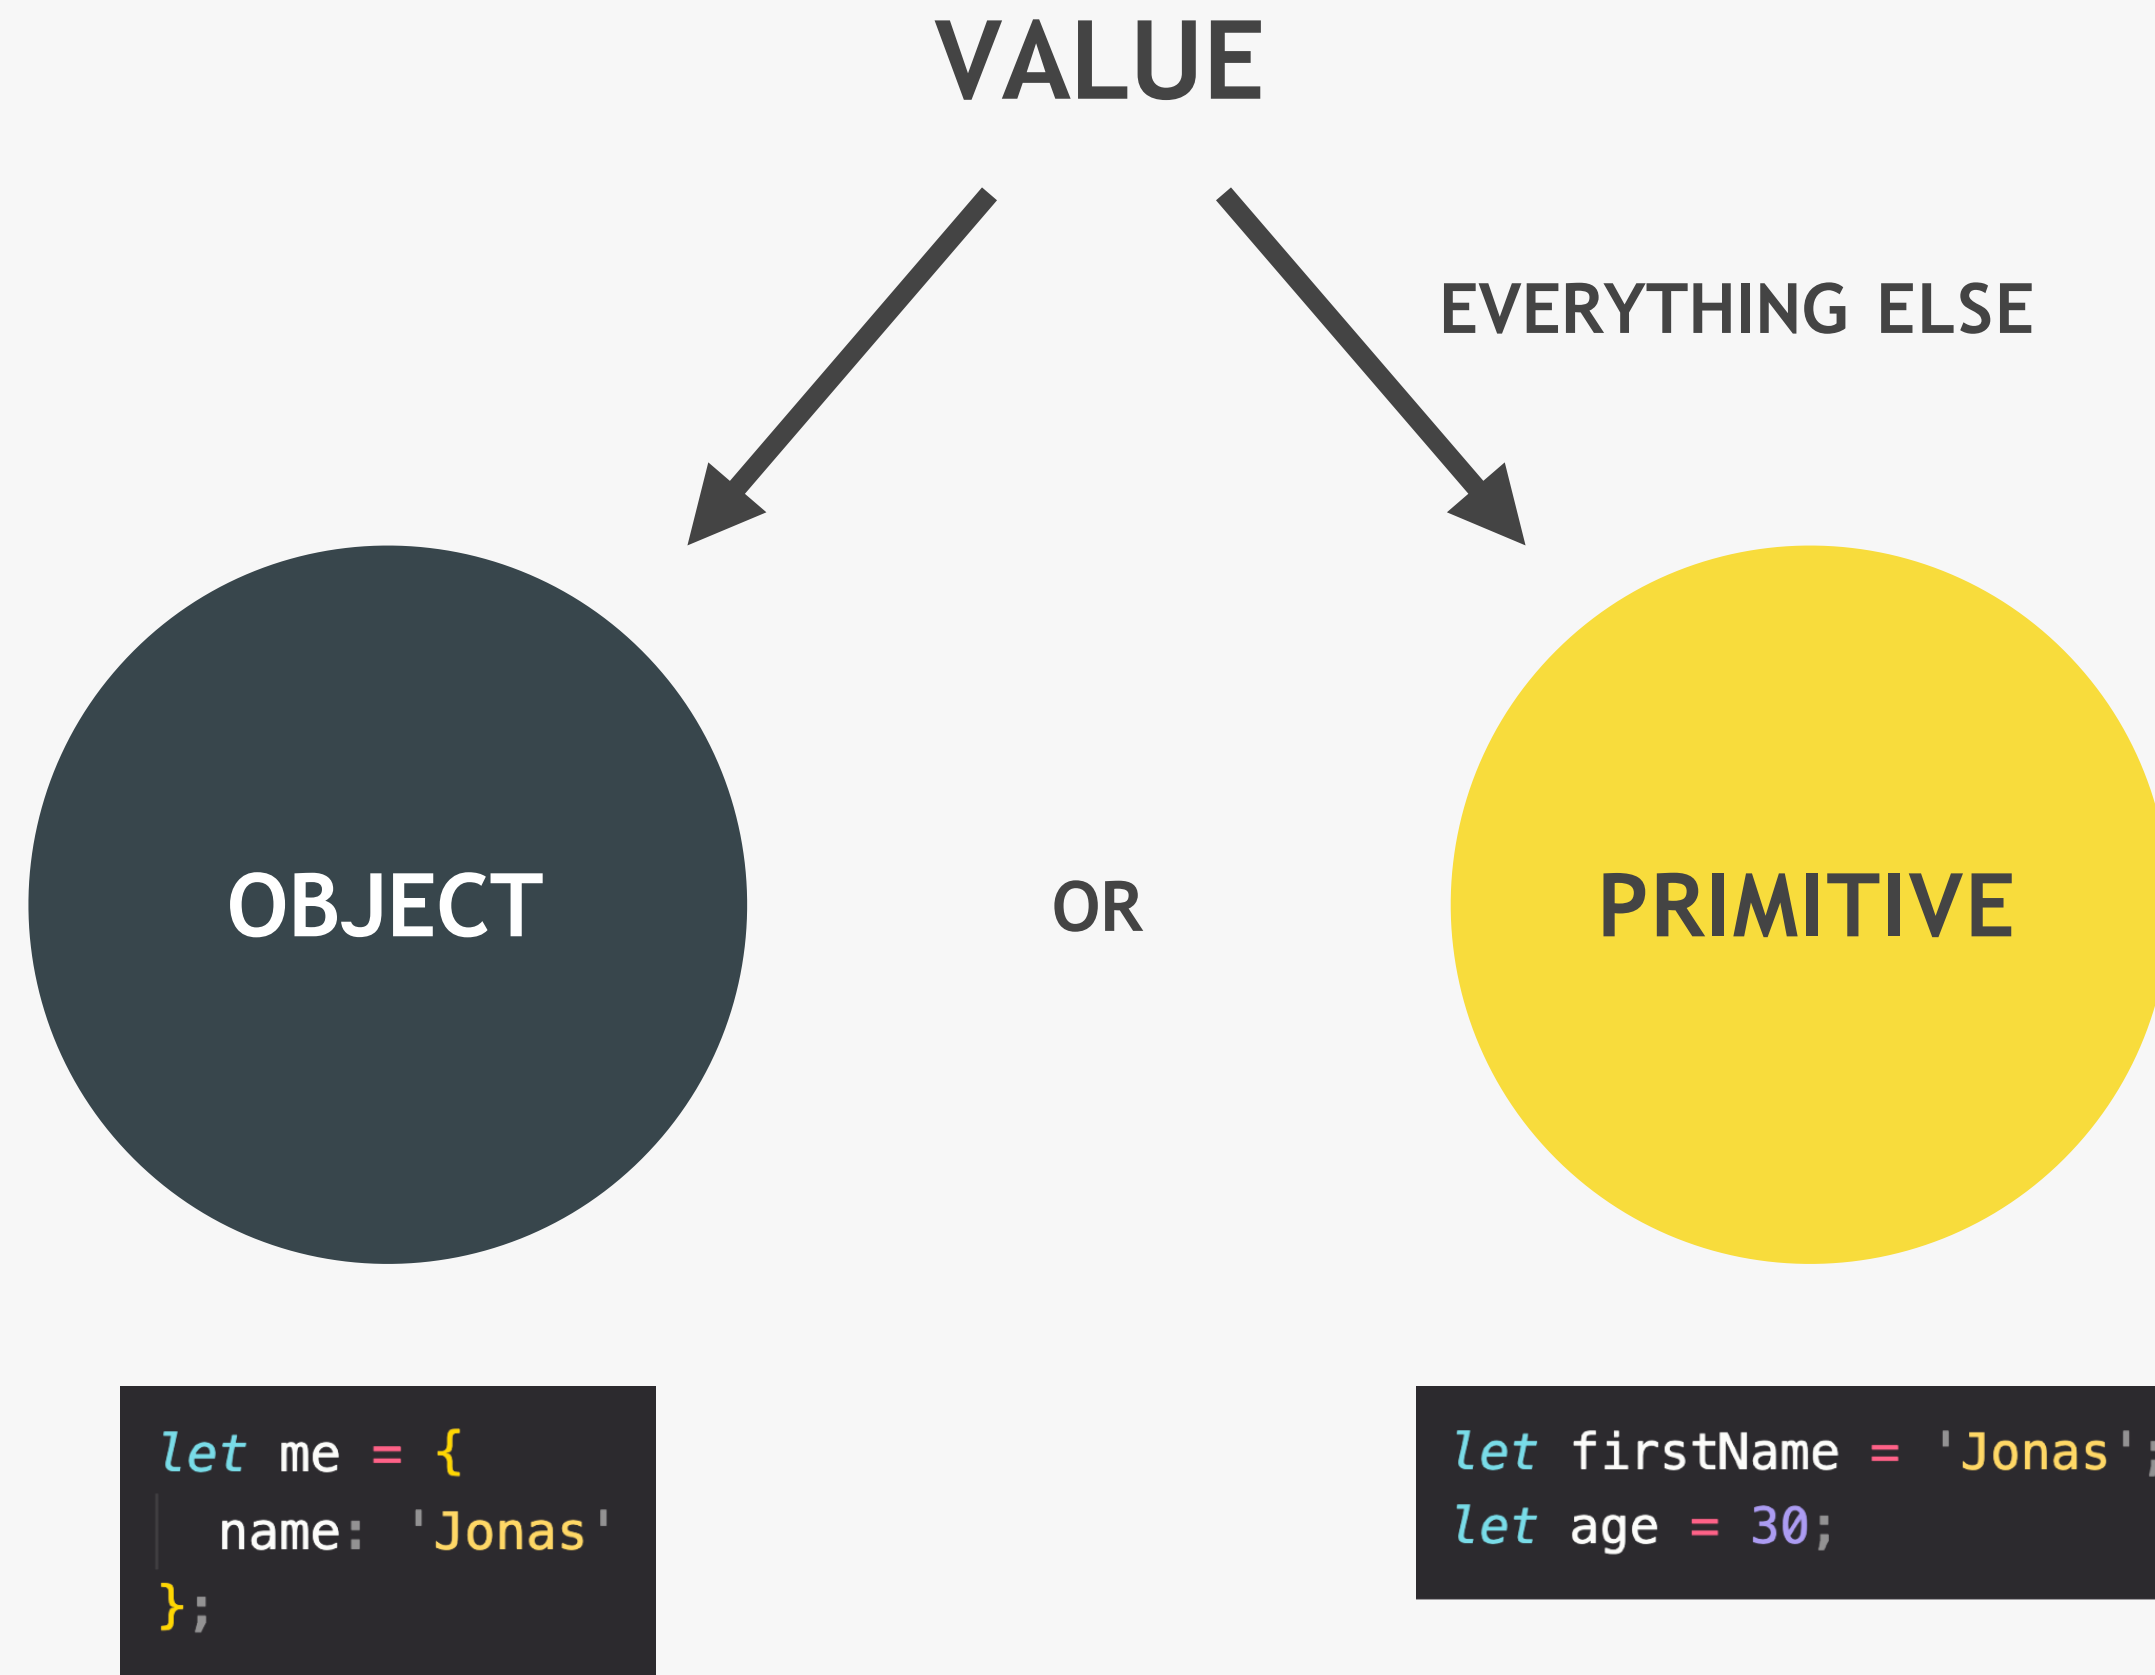 VALUE
EVERYTHING ELSE
OBJECT
OR
PRIMITIVE
let me = {
name: 'Jonas'
};
let firstName = 'Jonas';
let age = 30;